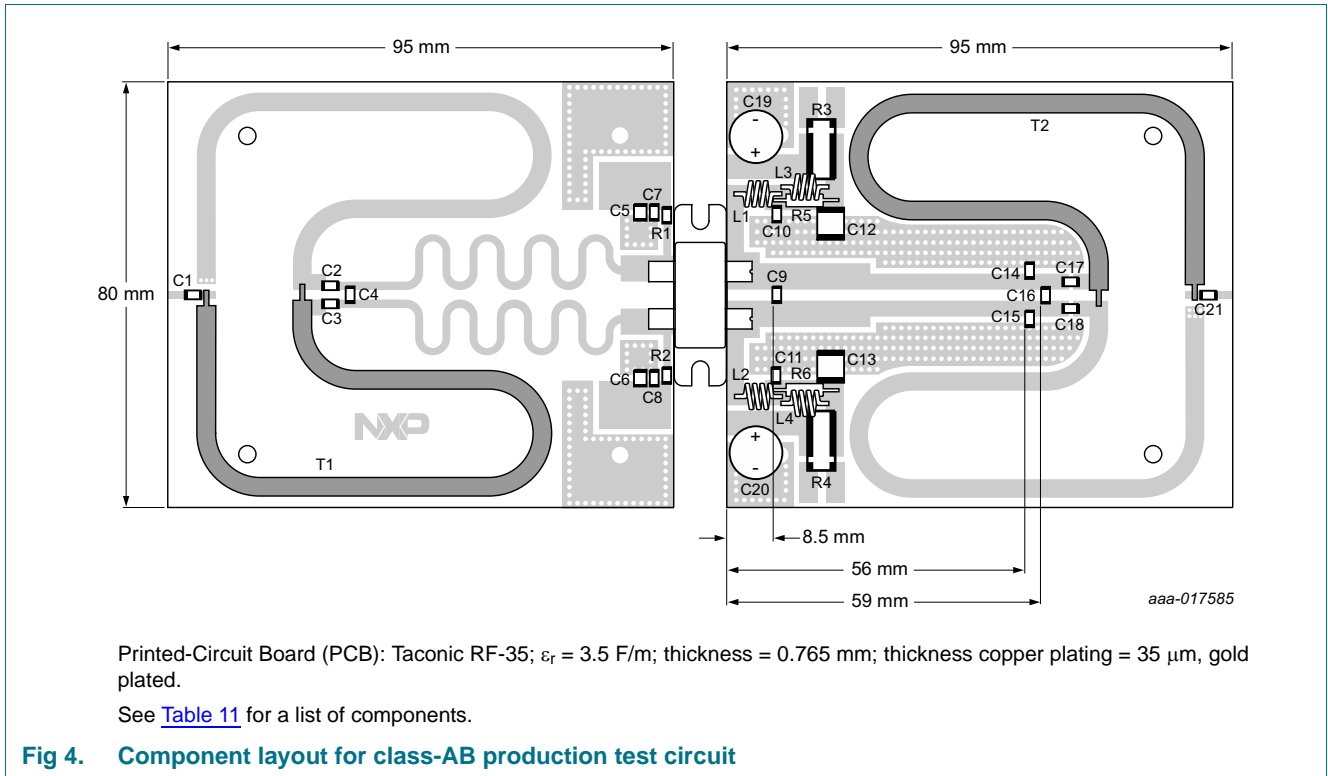 95 mm
95 mm
80 mm
C19
-
+
R3
T2
L3
L1
C10
R5
C12
C5
C7
R1
C1
C2
C4
C3
C9
C14
C17
C16
C15
C18
C21
R2
C6
C8
C11
L2
R6
C13
L4
NXP
T1
+
-
C20
R4
8.5 mm
56 mm
59 mm
aaa-017585
Printed-Circuit Board (PCB): Taconic RF-35; εr = 3.5 F/m; thickness = 0.765 mm; thickness copper plating = 35 μm, gold
plated.
See Table 11 for a list of components.
Fig 4. Component layout for class-AB production test circuit